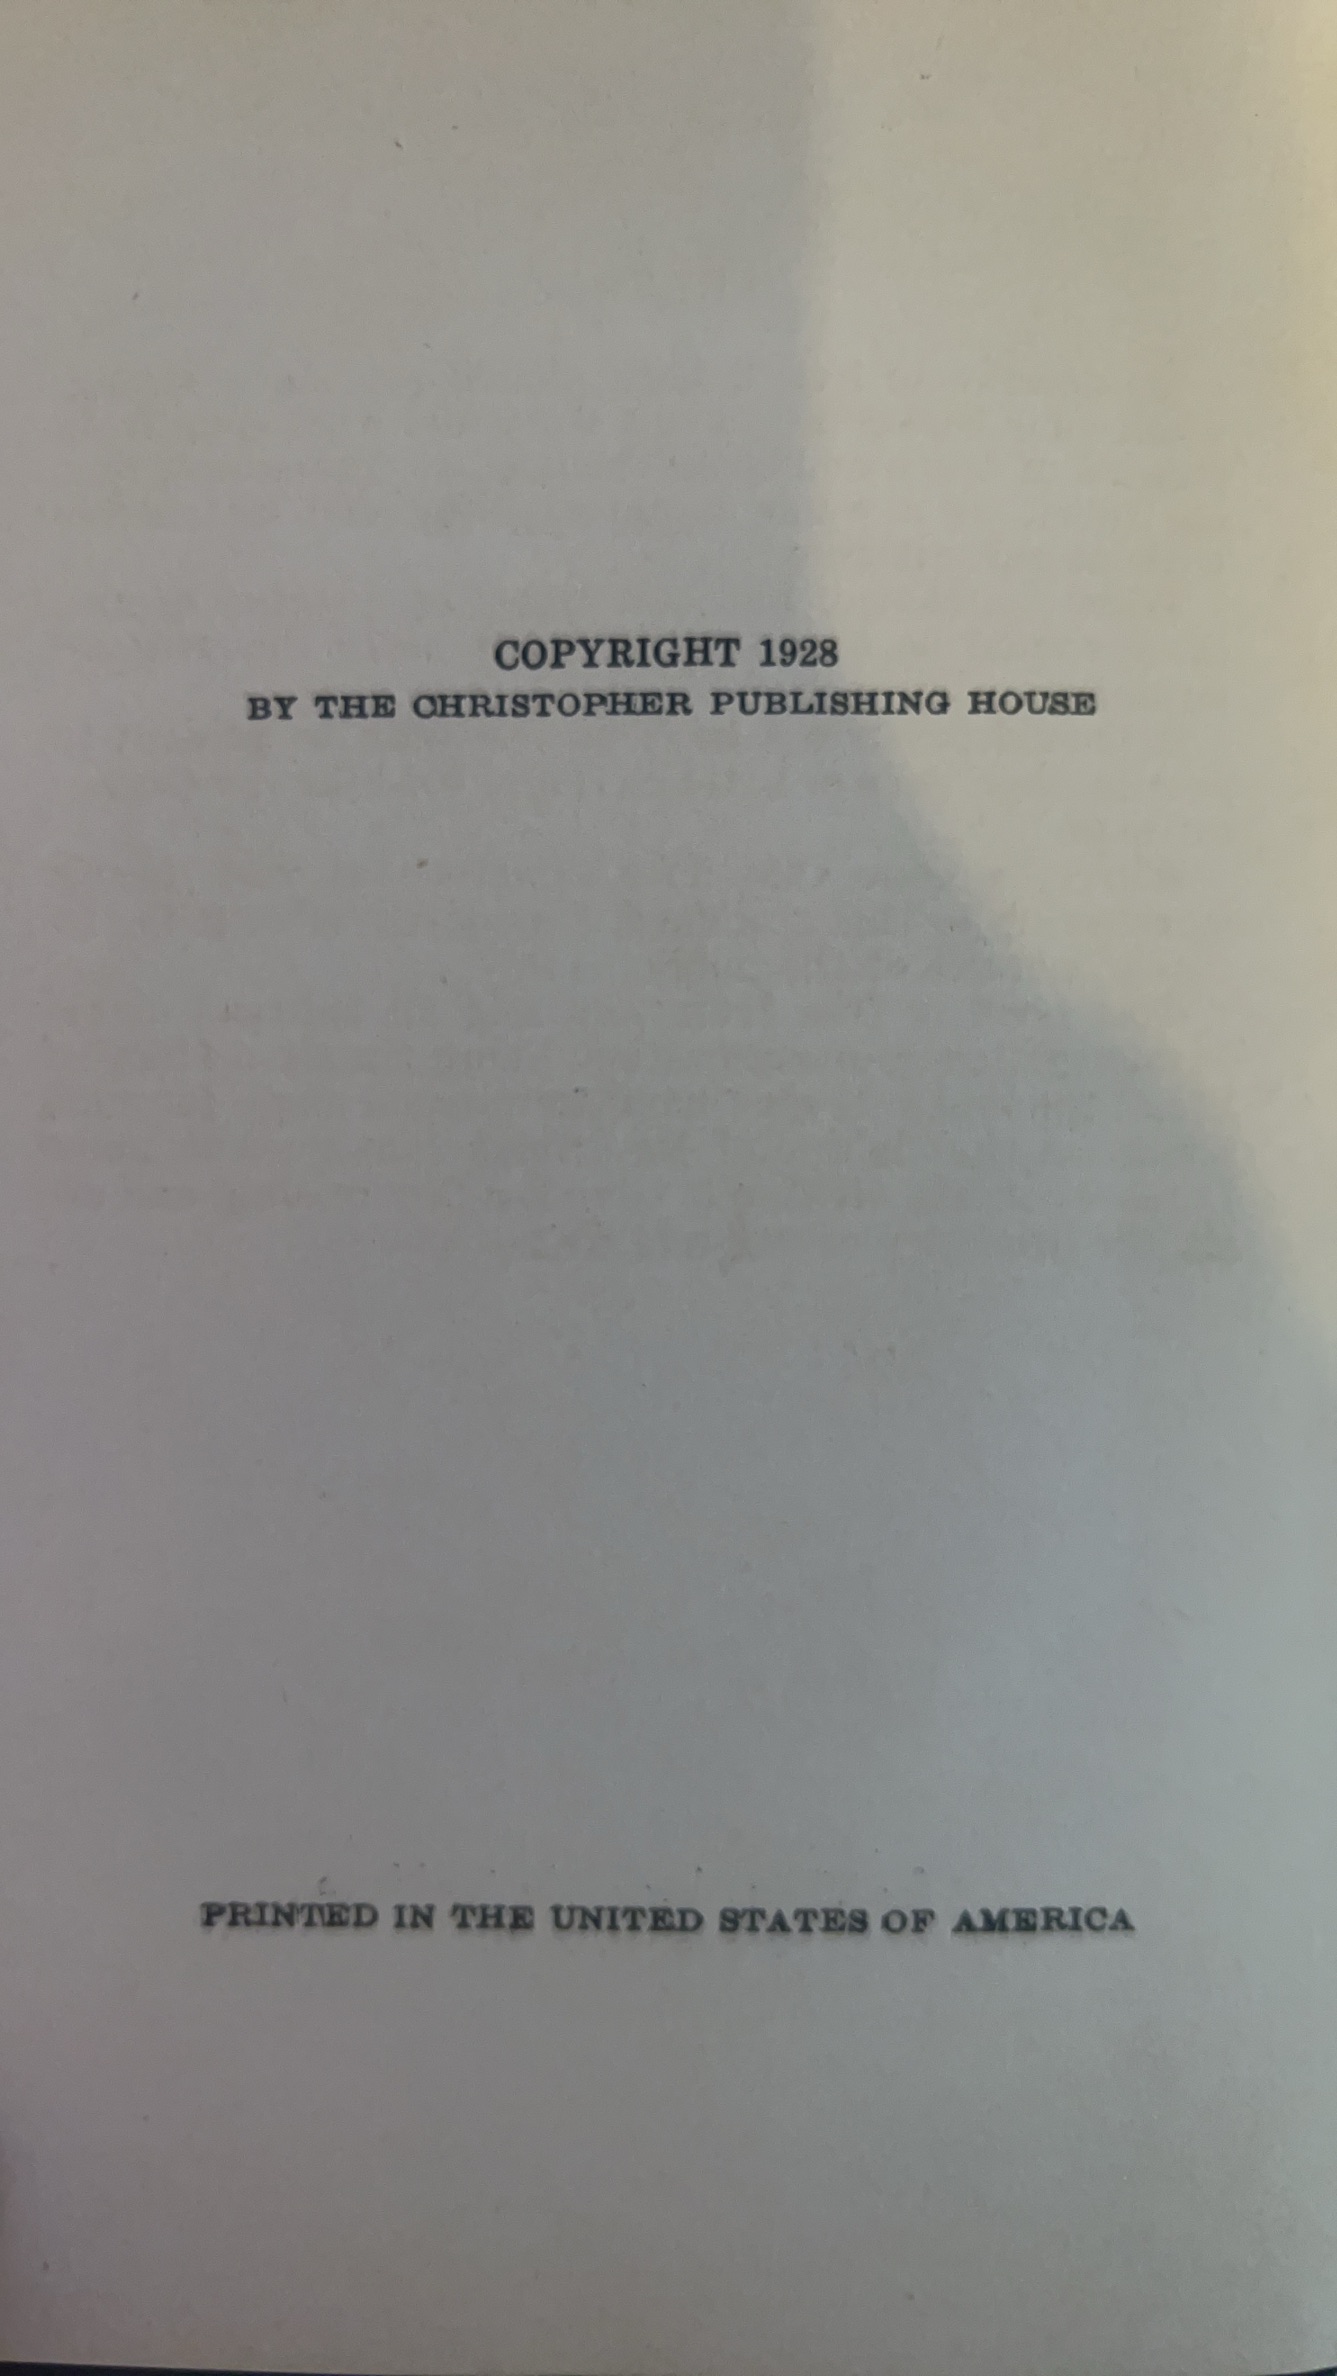 COPYRIGHT 1928
BY THE CHRISTOPHER PUBLISHING HOUSE
PRINTED IN THE UNITED STATES OF AMERICA